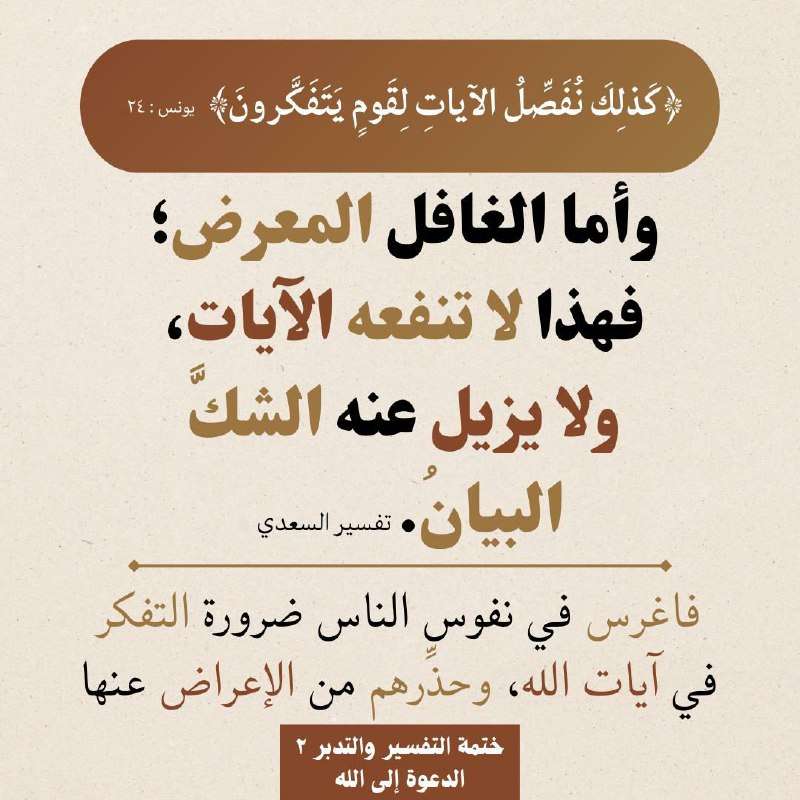 ﴿كَذلِكَ نُفَصِّلُ الآياتِ لِقَومٍ يَتَفَكَّرونَ﴾ يونس: ٢٤
وأما الغافل المعرض؛
فهذا لا تنفعه الآيات،
ولا يزيل عنه الشكَّ
البيانُ. تفسير السعدي
فاغرس في نفوس الناس ضرورة التفكر
في آيات الله، وحذِّرهم من الإعراض عنها
ختمة التفسير والتدبر ٢
الدعوة إلى الله